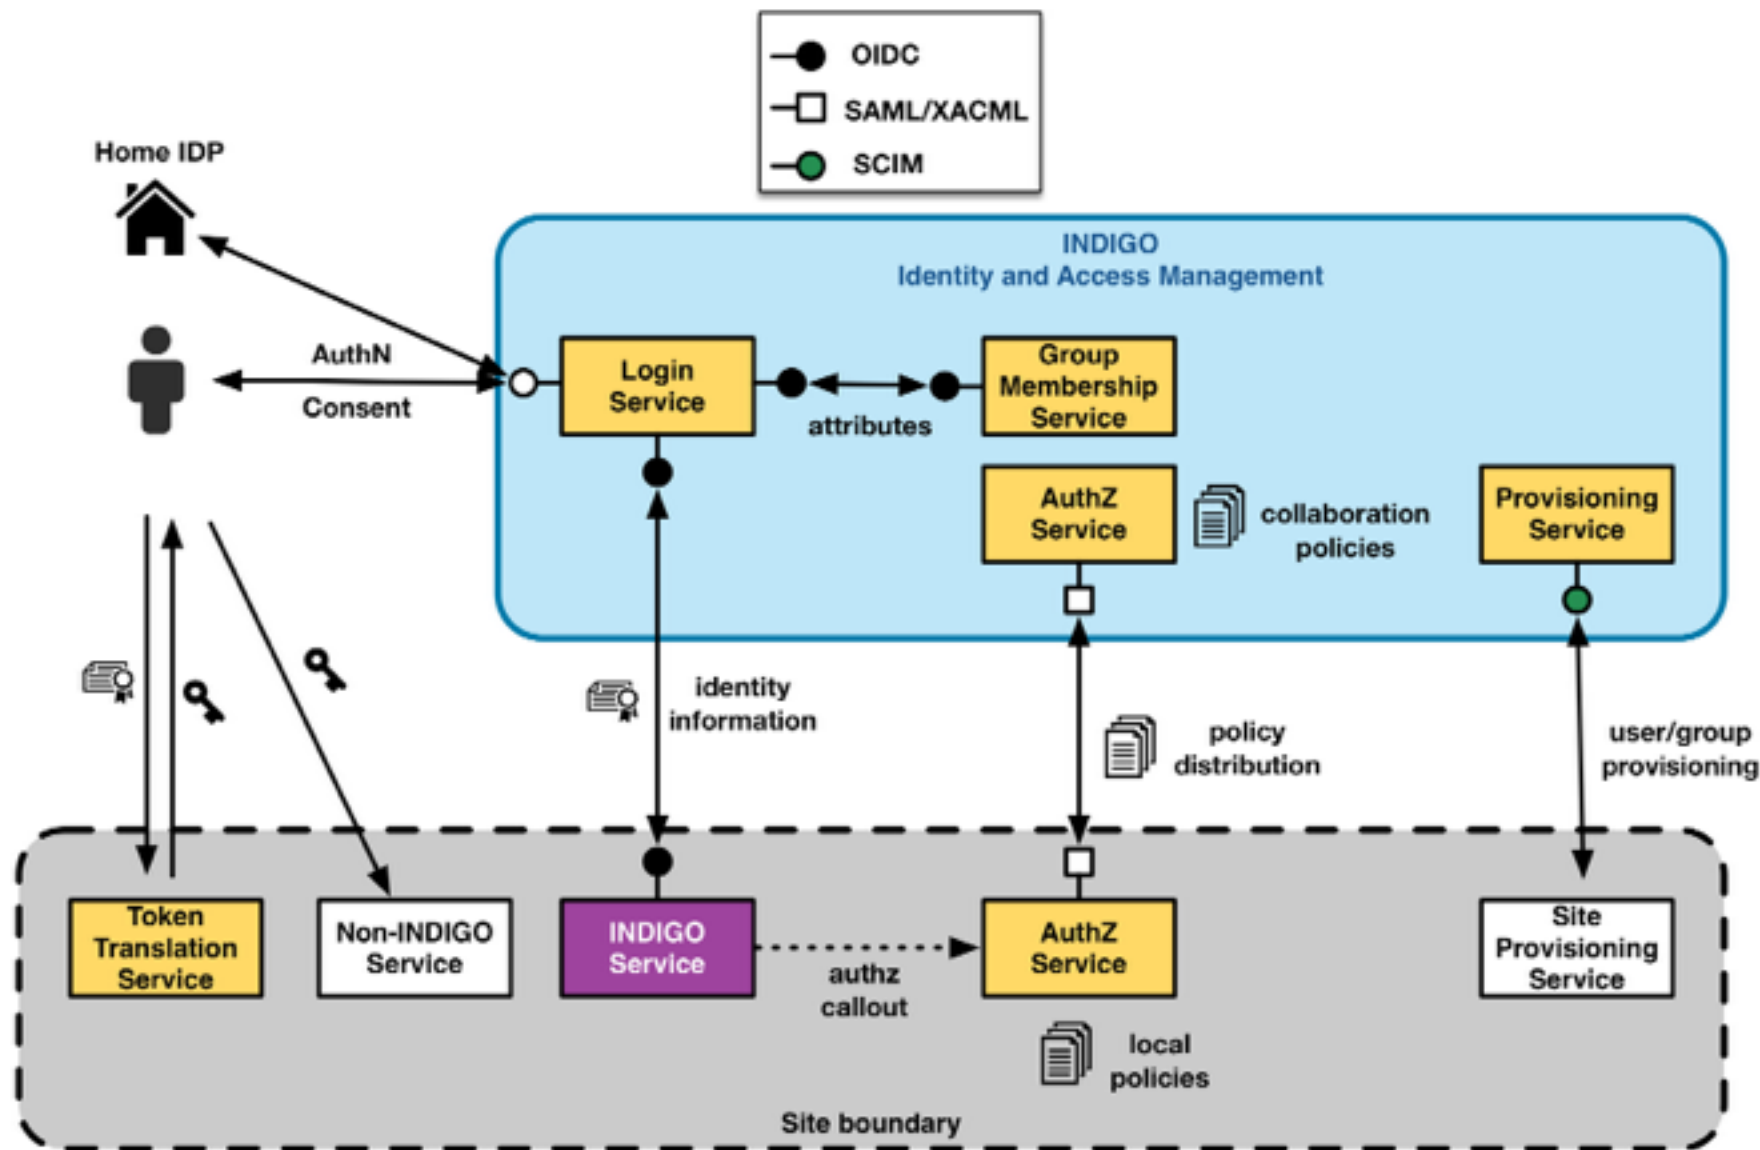 OIDC
SAML/XACML
SCIM
Home IDP
INDIGO
Identity and Access Management
AuthN
Consent
Login
Service
attributes
Group
Membership
Service
AuthZ
Service
collaboration
policies
Provisioning
Service
identity
information
policy
distribution
user/group
provisioning
Token
Translation
Service
Non-INDIGO
Service
INDIGO
Service
authz
callout
AuthZ
Service
Site
Provisioning
Service
local
policies
Site boundary